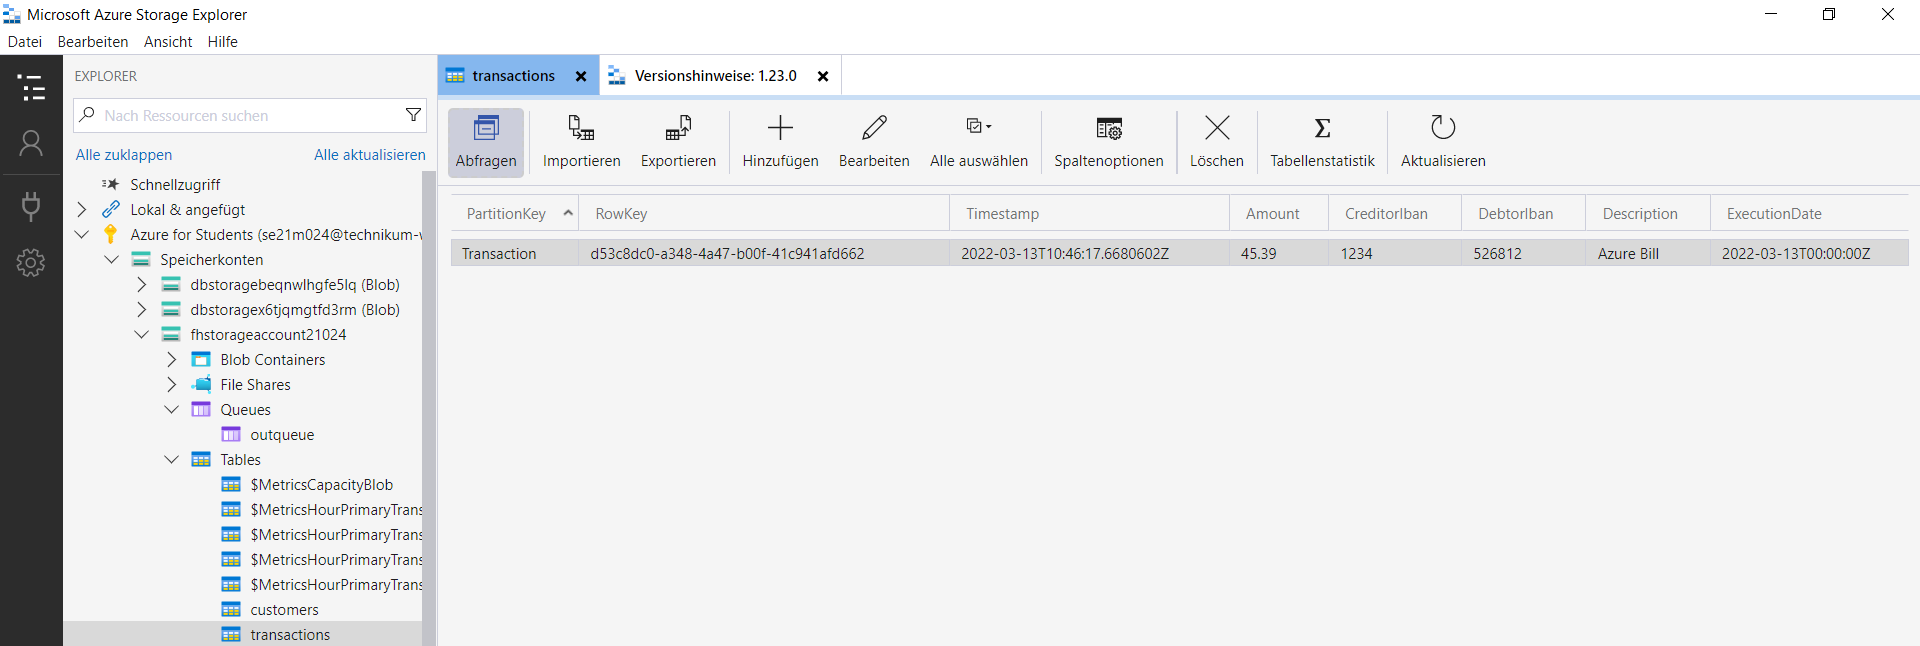 Microsoft Azure Storage Explorer
Datei Bearbeiten Ansicht Hilfe
EXPLORER
Nach Ressourcen suchen
Alle zuklappen Alle aktualisieren
Schnellzugriff
Lokal & angefügt
Azure for Students (se21m024@technikum-w
Speicherkonten
dbstoragebeqnwlhgfe5lq (Blob)
dbstoragex6tjqmgtfd3rm (Blob)
fhstorageaccount21024
Blob Containers
File Shares
Queues
outqueue
Tables
$MetricsCapacityBlob
$MetricsHourPrimaryTrans
$MetricsHourPrimaryTrans
$MetricsHourPrimaryTrans
$MetricsHourPrimaryTrans
customers
transactions
transactions Versionshinweise: 1.23.0
Abfragen Importieren Exportieren Hinzufügen Bearbeiten Alle auswählen Spaltenoptionen Löschen Tabellenstatistik Aktualisieren
PartitionKey RowKey Timestamp Amount CreditorIban DebtorIban Description ExecutionDate
Transaction d53c8dc0-a348-4a47-b00f-41c941afd662 2022-03-13T10:46:17.6680602Z 45.39 1234 526812 Azure Bill 2022-03-13T00:00:00Z